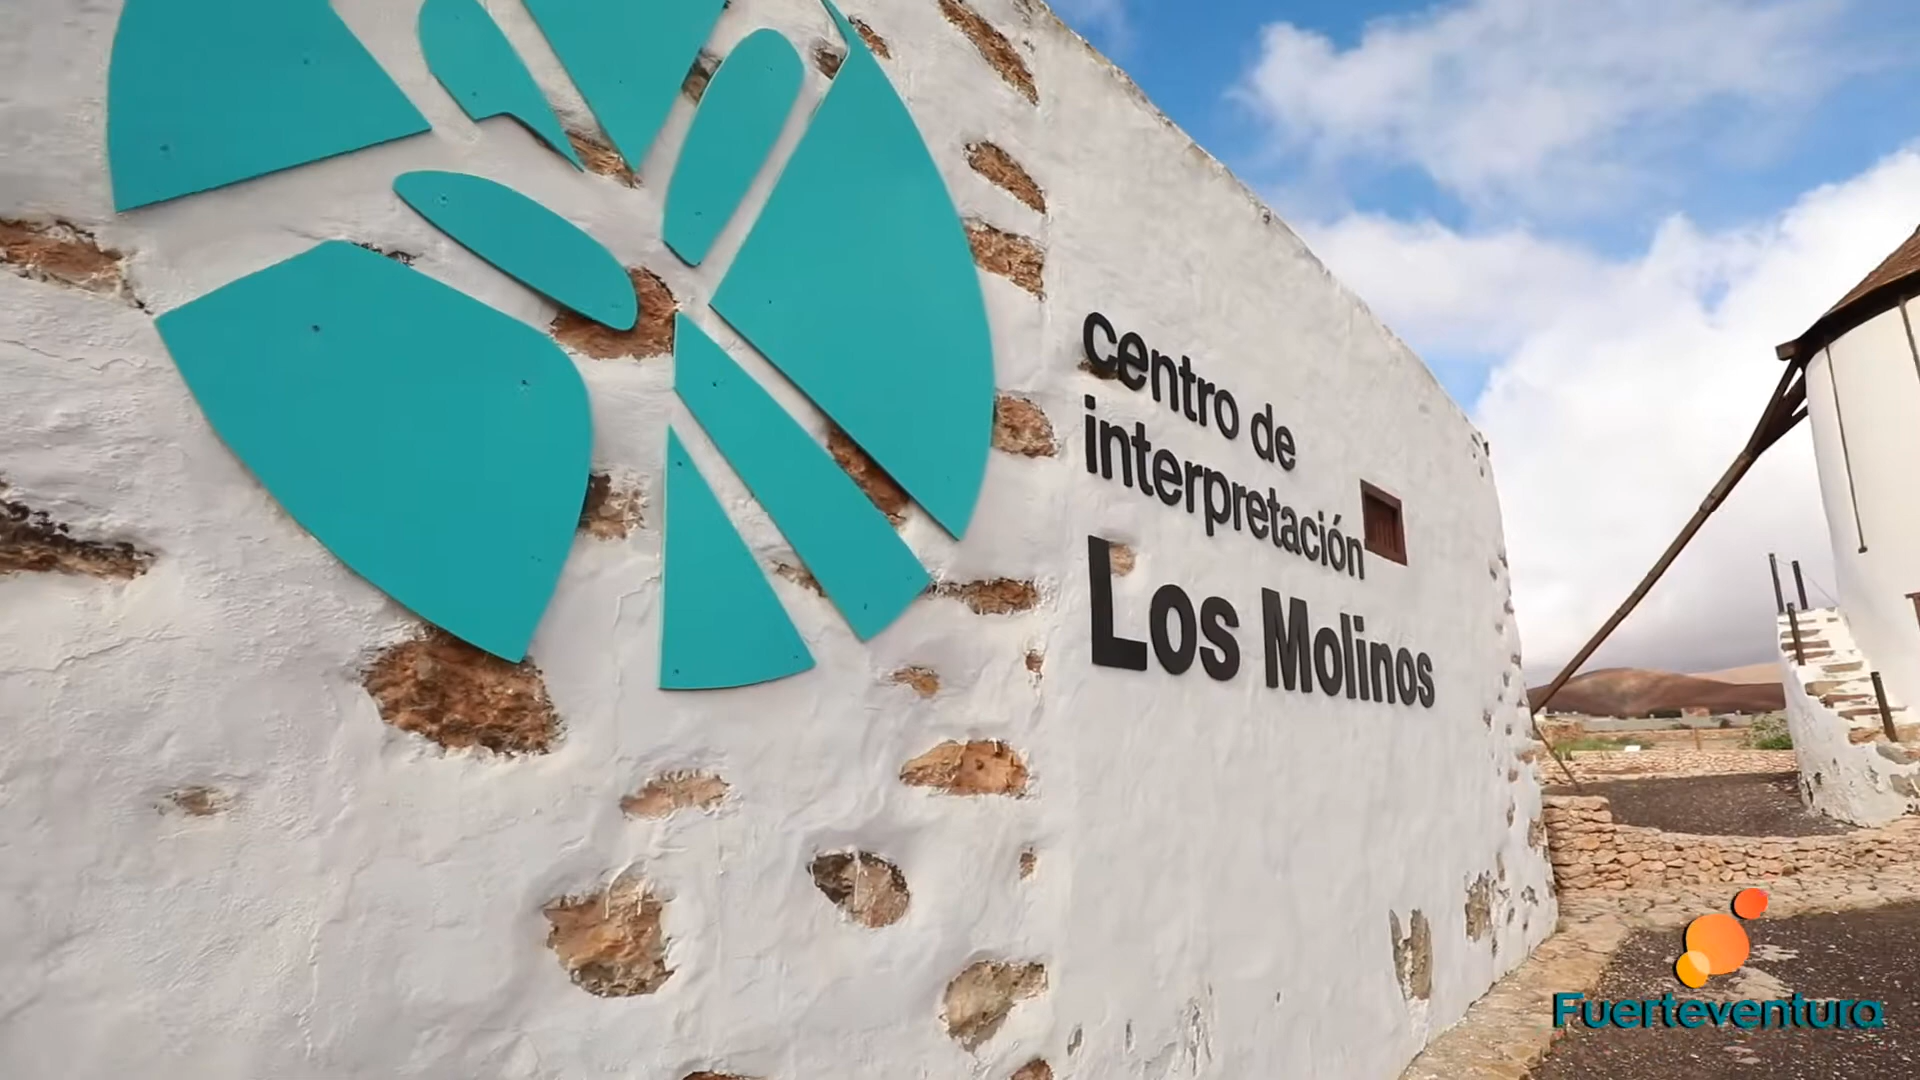 centro de
interpretación
Los Molinos
Fuerteventura